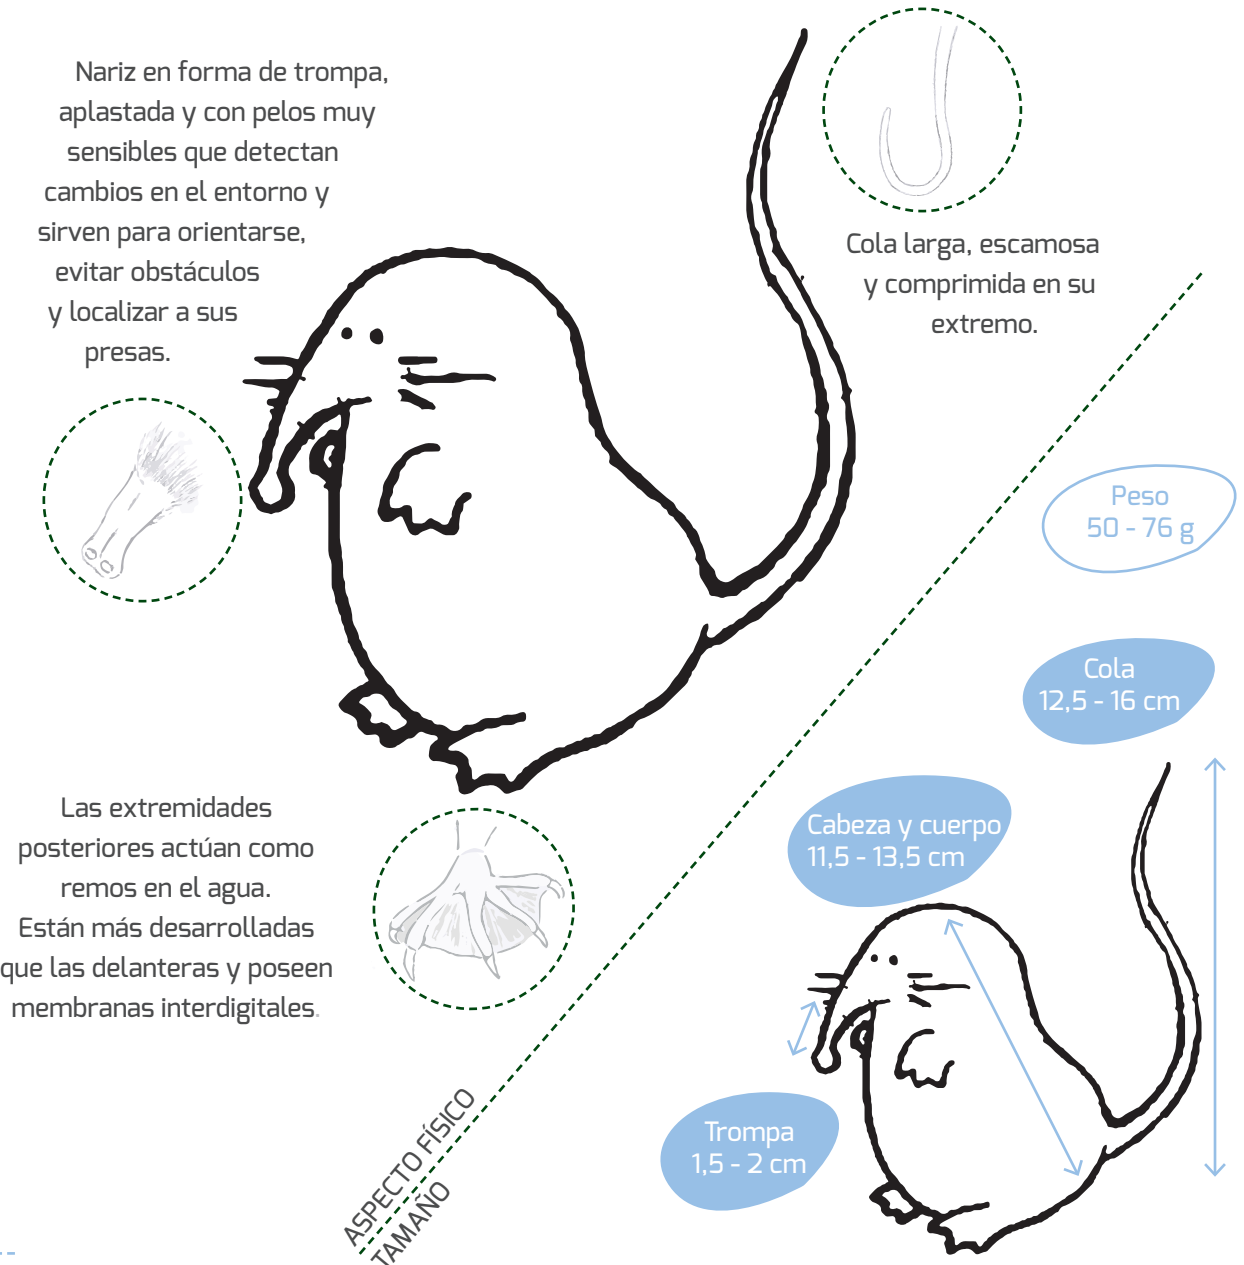 Nariz en forma de trompa,
aplastada y con pelos muy
sensibles que detectan
cambios en el entorno y
sirven para orientarse,
evitar obstáculos
y localizar a sus
presas.
Cola larga, escamosa
y comprimida en su
extremo.
Las extremidades
posteriores actúan como
remos en el agua.
Están más desarrolladas
que las delanteras y poseen
membranas interdigitales.
ASPECTO FÍSICO
TAMAÑO
Peso
50 - 76 g
Cola
12,5 - 16 cm
Cabeza y cuerpo
11,5 - 13,5 cm
Trompa
1,5 - 2 cm